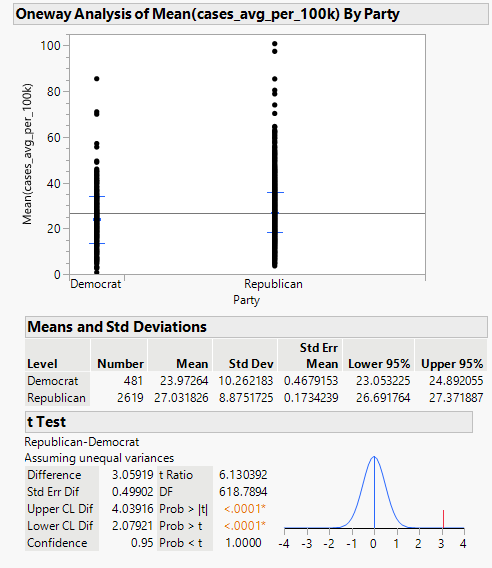 Oneway Analysis of Mean(cases_avg_per_100k) By Party
100
80
60
40
20
0
Mean(cases_avg_per_100k)
Democrat Republican
Party
Means and Std Deviations
Std Err
Level Number Mean Std Dev Mean Lower 95% Upper 95%
Democrat 481 23.97264 10.262183 0.4679153 23.053225 24.892055
Republican 2619 27.031826 8.8751725 0.1734239 26.691764 27.371887
t Test
Republican-Democrat
Assuming unequal variances
Difference 3.05919 t Ratio 6.130392
Std Err Dif 0.49902 DF 618.7894
Upper CL Dif 4.03916 Prob > |t| <.0001*
Lower CL Dif 2.07921 Prob > t <.0001*
Confidence 0.95 Prob < t 1.0000
-4 -3 -2 -1 0 1 2 3 4